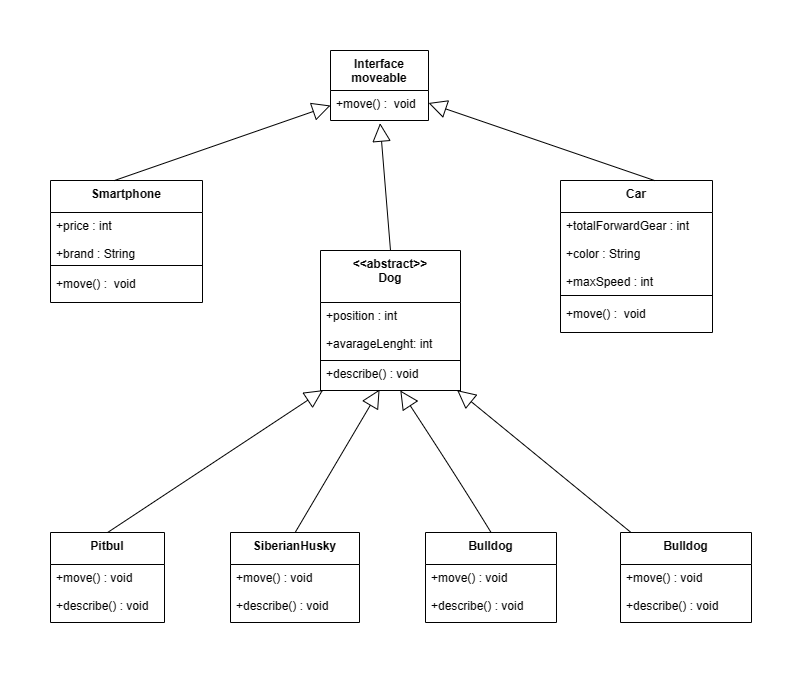 Interface
moveable
+move() :  void
Smartphone
+price : int
+brand : String
+move() :  void
Car
+totalForwardGear : int
+color : String
+maxSpeed : int
+move() :  void
<<abstract>>
Dog
+position : int
+avarageLenght: int
+describe() : void
Pitbul
+move() : void
+describe() : void
SiberianHusky
+move() : void
+describe() : void
Bulldog
+move() : void
+describe() : void
Bulldog
+move() : void
+describe() : void